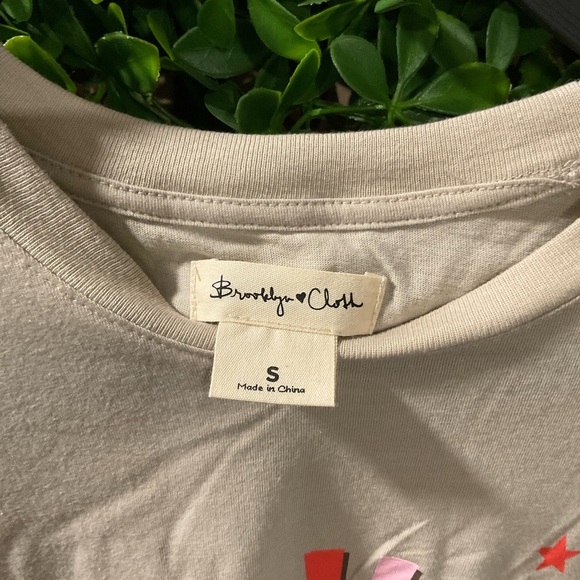 Brooklyn ♥ Cloth
S
Made in China